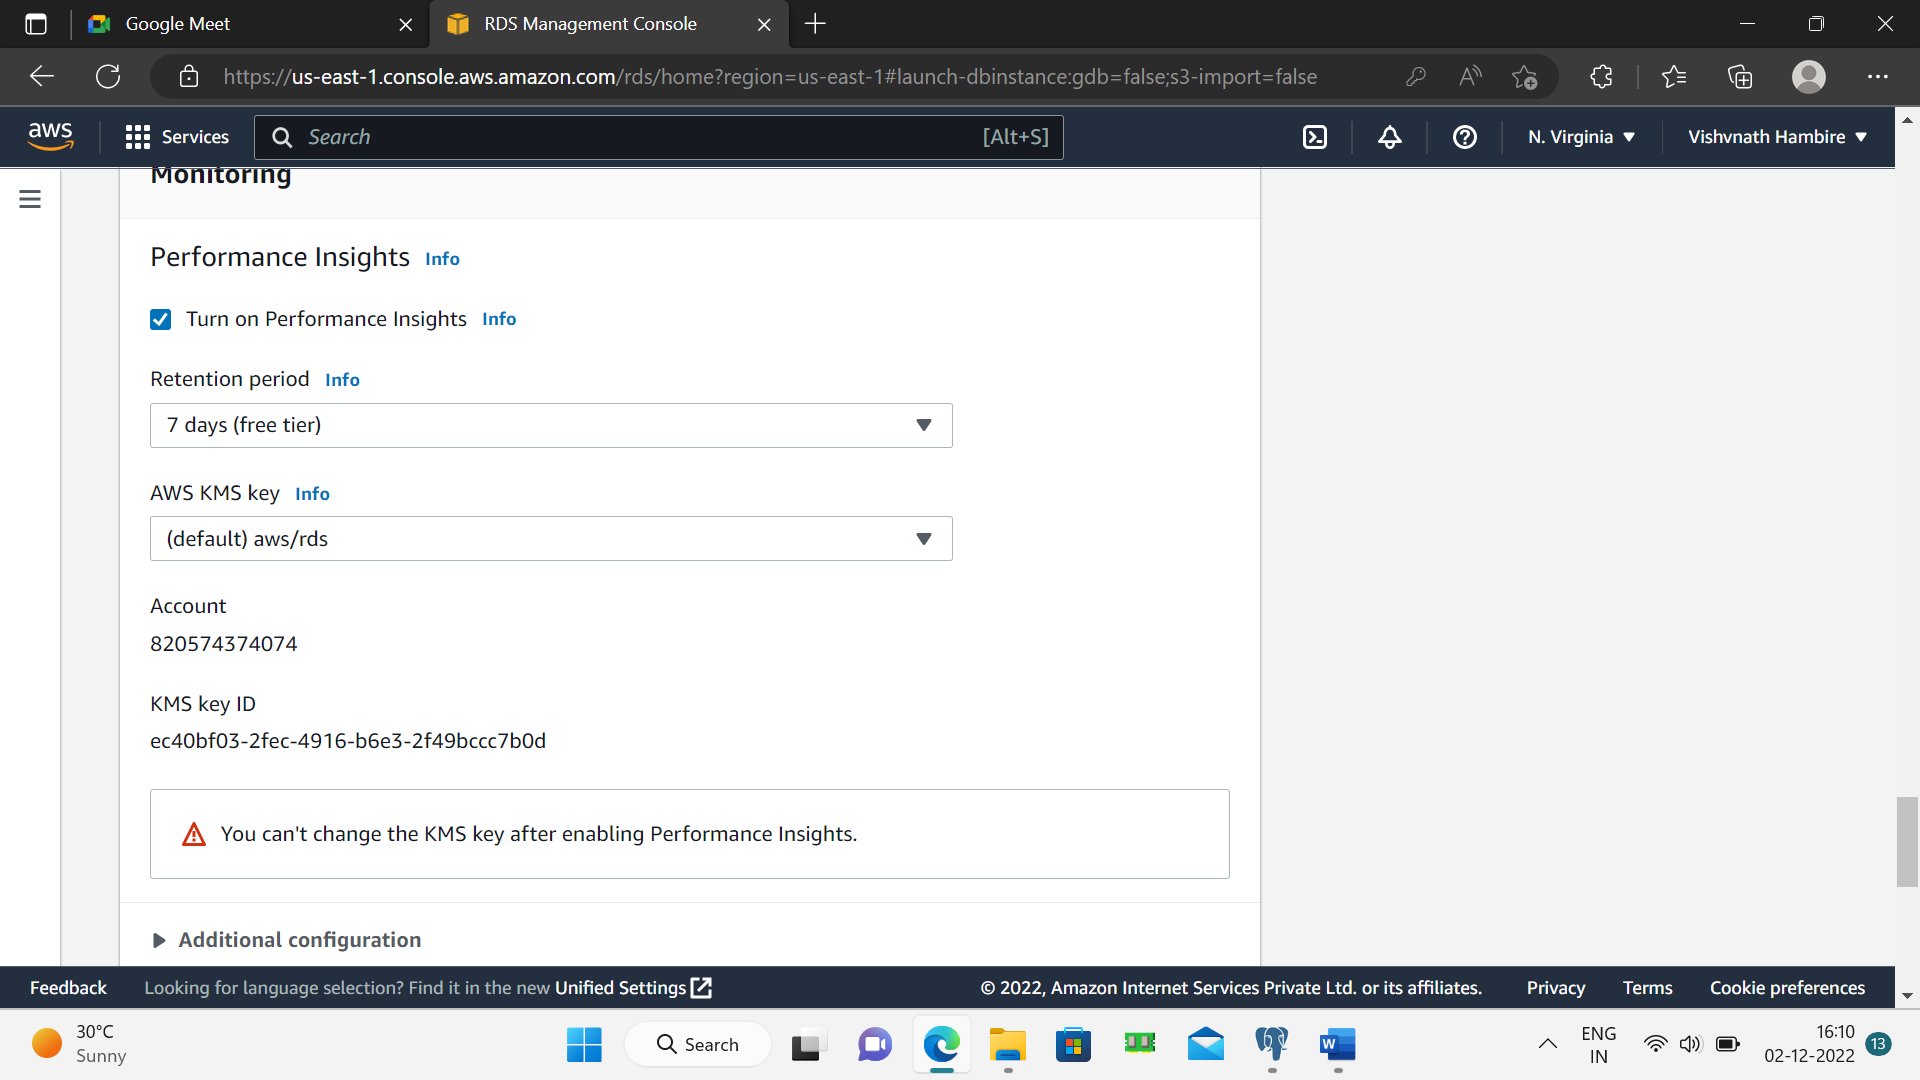 Google Meet
RDS Management Console
https://us-east-1.console.aws.amazon.com/rds/home?region=us-east-1#launch-dbinstance:gdb=false;s3-import=false
aws
Services
Search
[Alt+S]
N. Virginia
Vishvnath Hambire
Monitoring
Performance Insights Info
Turn on Performance Insights Info
Retention period Info
7 days (free tier)
AWS KMS key Info
(default) aws/rds
Account
820574374074
KMS key ID
ec40bf03-2fec-4916-b6e3-2f49bccc7b0d
You can't change the KMS key after enabling Performance Insights.
Additional configuration
Feedback
Looking for language selection? Find it in the new Unified Settings
© 2022, Amazon Internet Services Private Ltd. or its affiliates.
Privacy
Terms
Cookie preferences
30°C
Sunny
Search
ENG
IN
16:10
02-12-2022
13